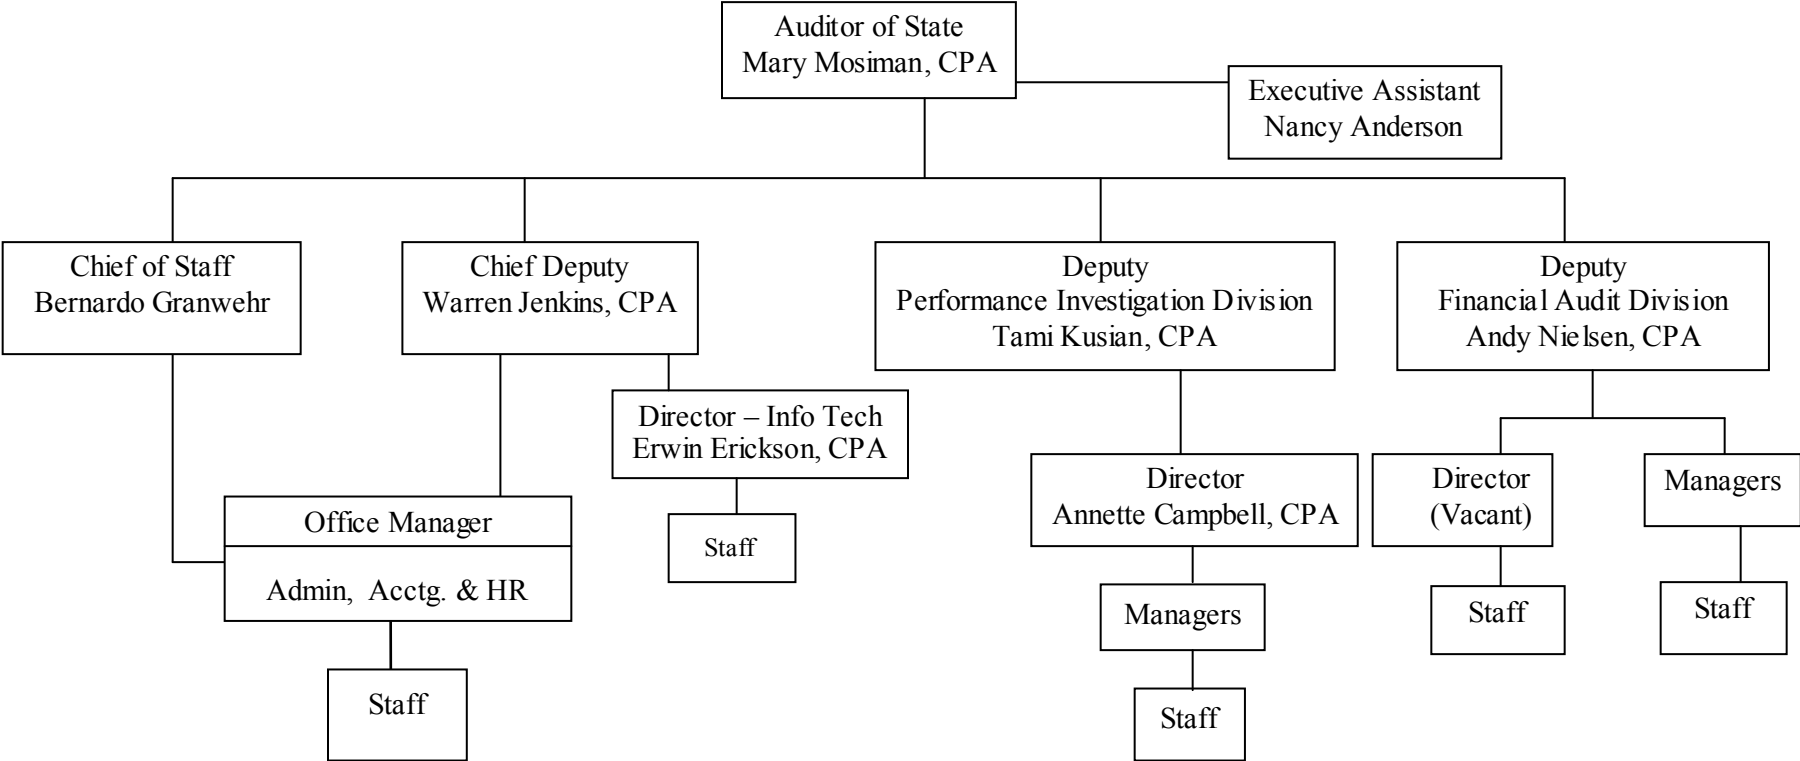 Auditor of State
Mary Mosiman, CPA
Executive Assistant
Nancy Anderson
Chief of Staff
Bernardo Granwehr
Chief Deputy
Warren Jenkins, CPA
Deputy
Performance Investigation Division
Tami Kusian, CPA
Deputy
Financial Audit Division
Andy Nielsen, CPA
Director – Info Tech
Erwin Erickson, CPA
Staff
Office Manager
Admin, Acctg. & HR
Staff
Director
Annette Campbell, CPA
Managers
Staff
Director
(Vacant)
Staff
Managers
Staff